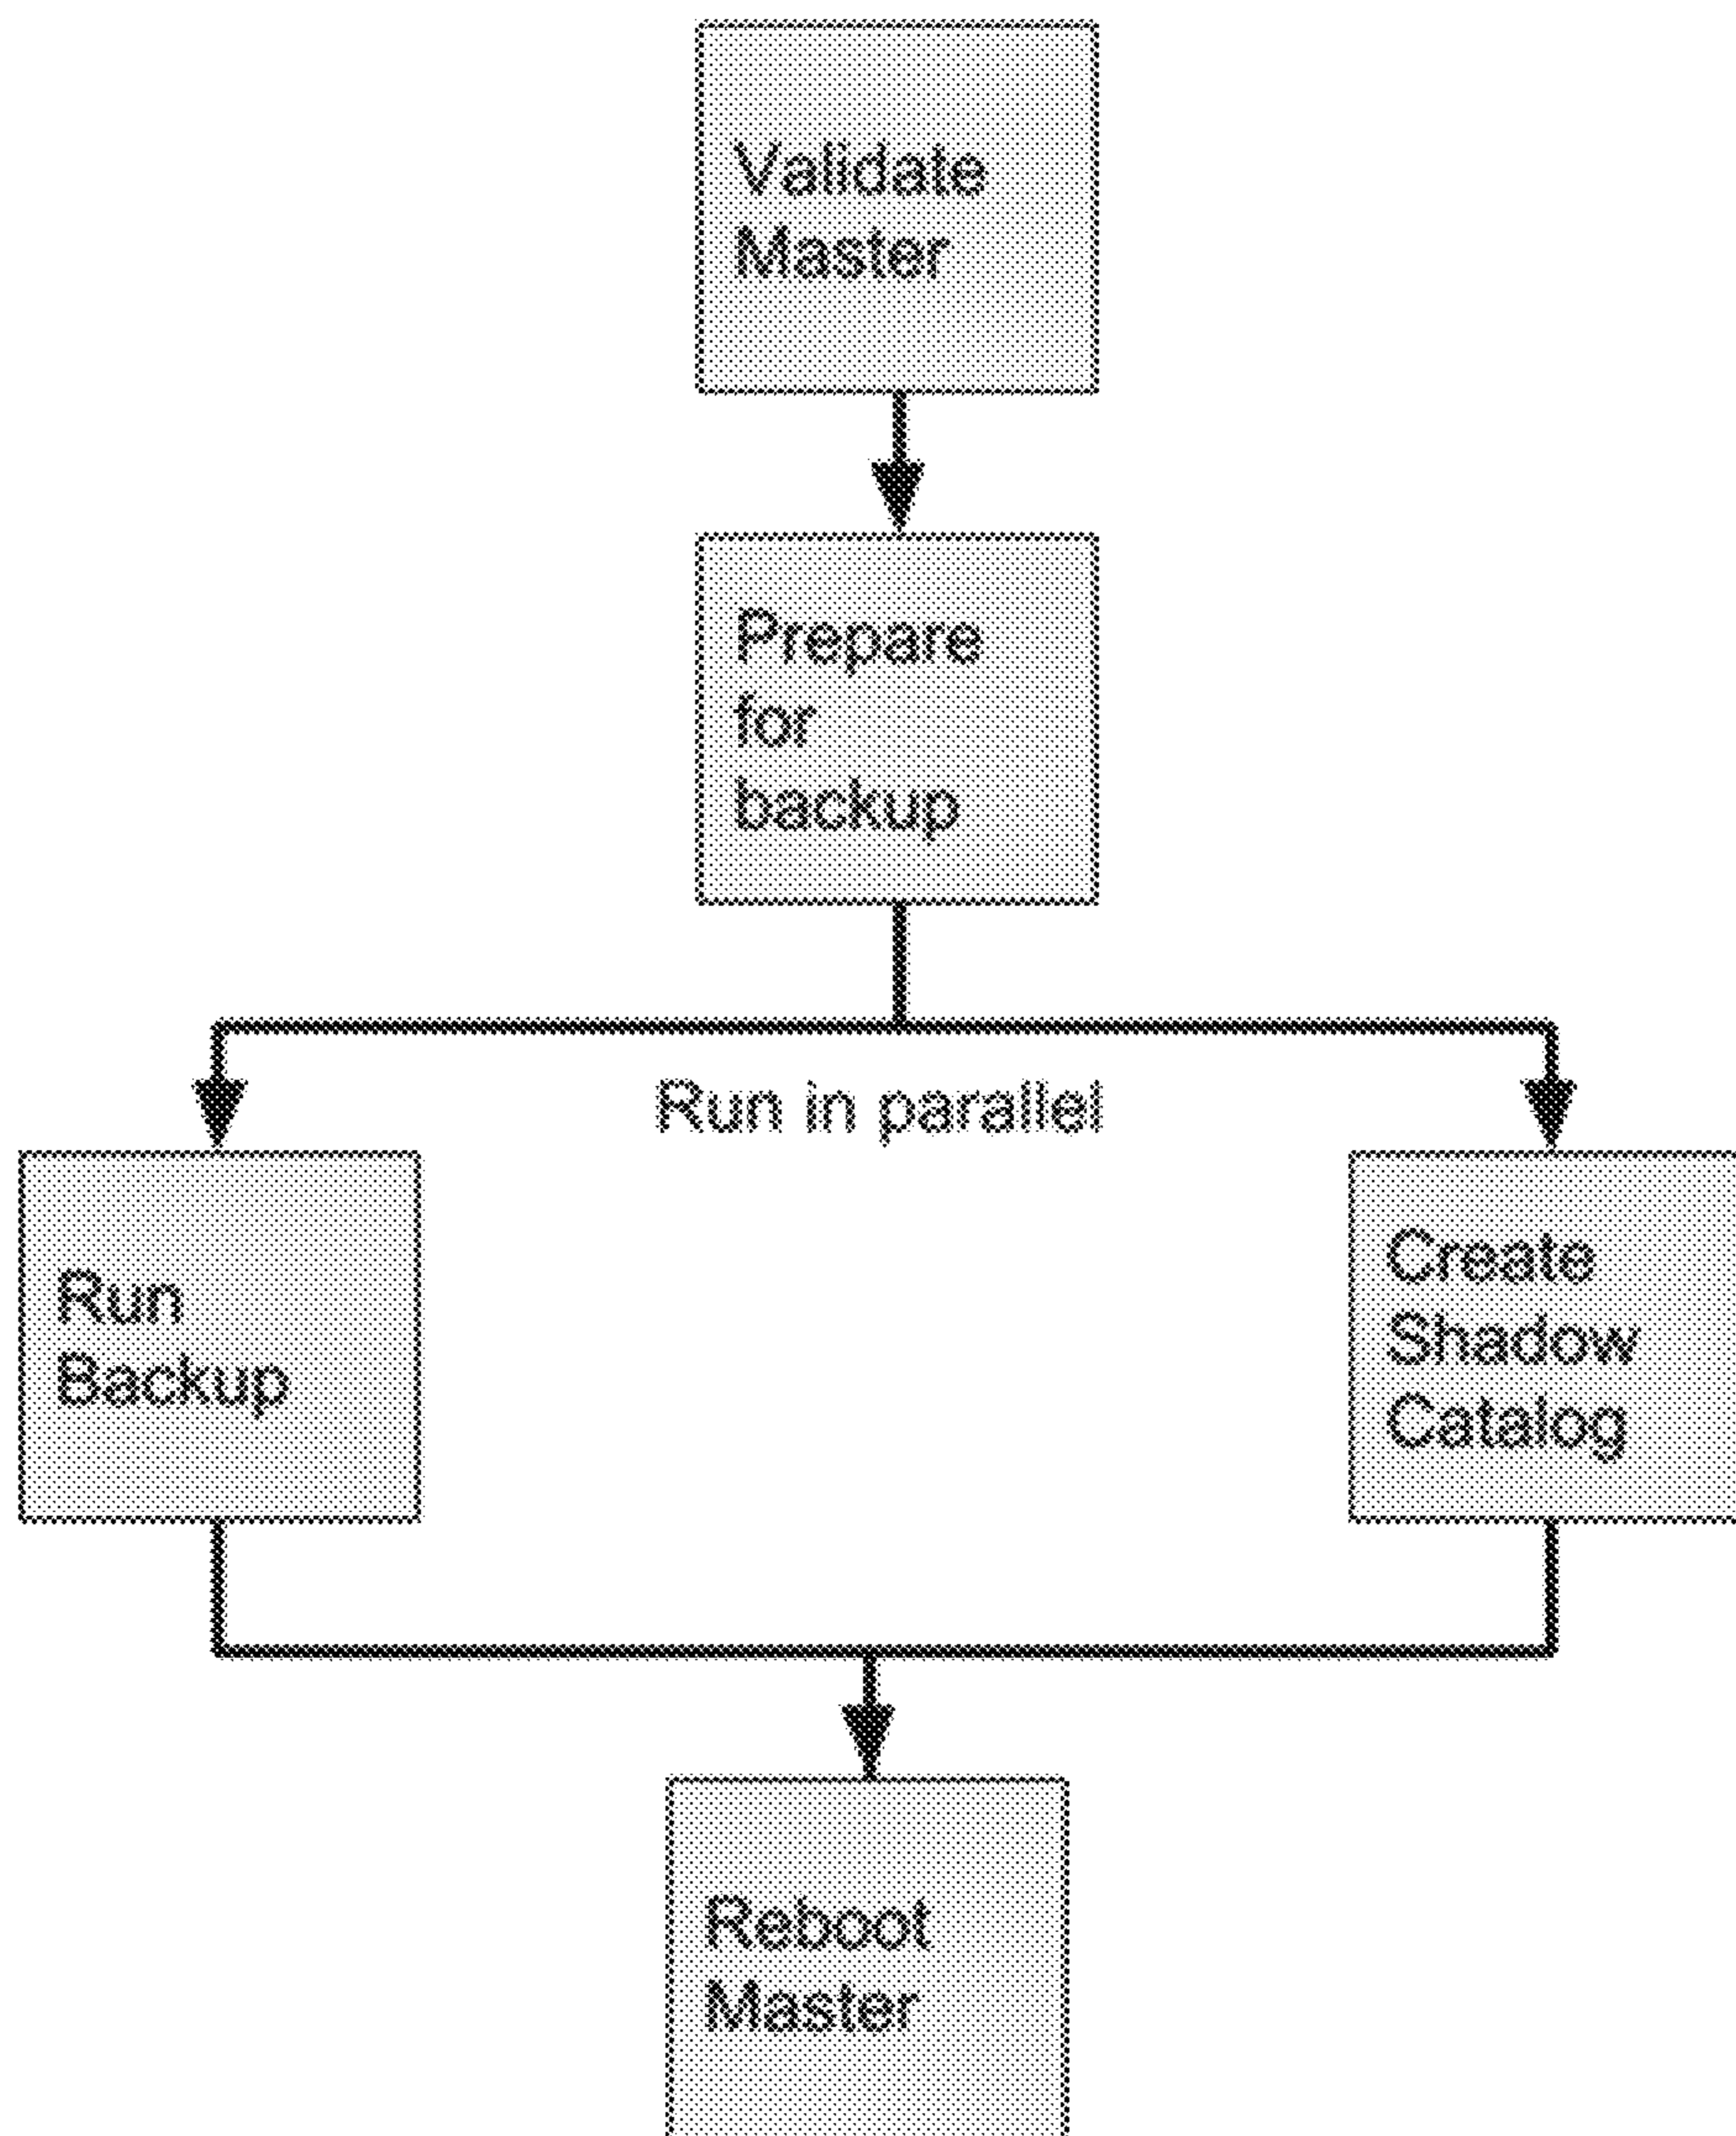 Validate
Master
Prepare
for
backup
Run in parallel
Run
Backup
Create
Shadow
Catalog
Reboot
Master